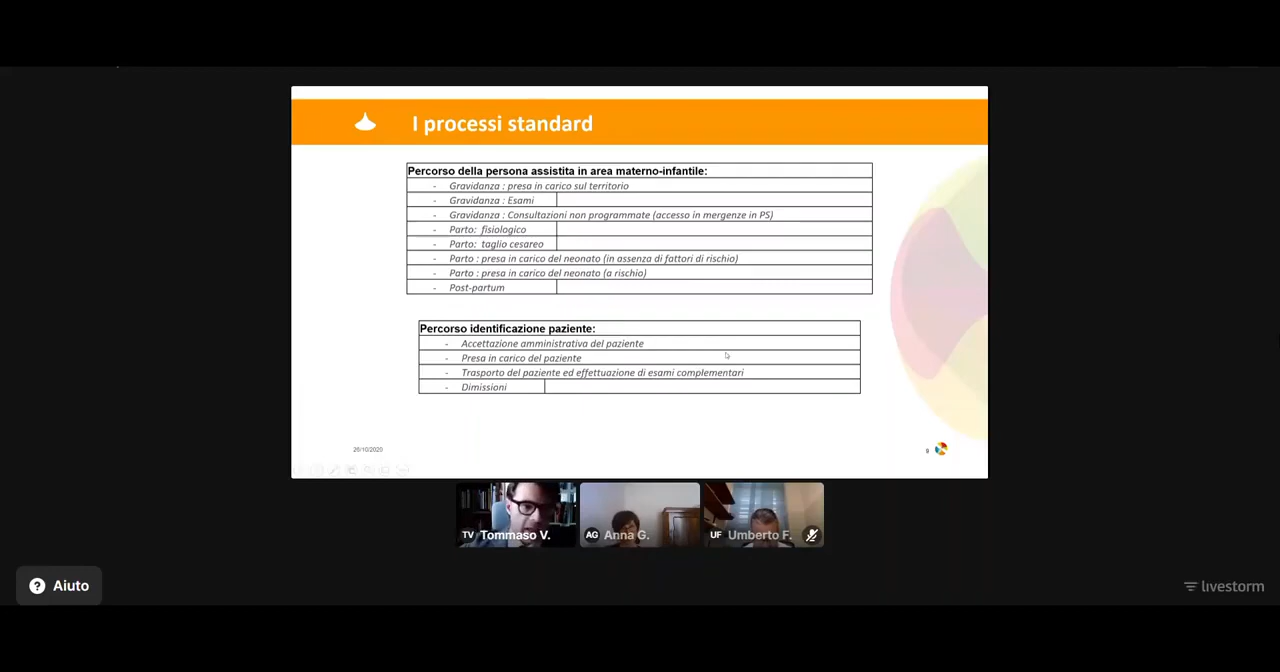 I processi standard
Percorso della persona assistita in area materno-infantile:
- Gravidanza : presa in carico sul territorio
- Gravidanza : Esami
- Gravidanza : Consultazioni non programmate (accesso in mergenze in PS)
- Parto: fisiologico
- Parto: taglio cesareo
- Parto : presa in carico del neonato (in assenza di fattori di rischio)
- Parto : presa in carico del neonato (a rischio)
- Post-partum
Percorso identificazione paziente:
- Accettazione amministrativa del paziente
- Presa in carico del paziente
- Trasporto del paziente ed effettuazione di esami complementari
- Dimissioni
26/10/2020
9
TV Tommaso V.
AG Anna G.
UF Umberto F.
? Aiuto
livestorm